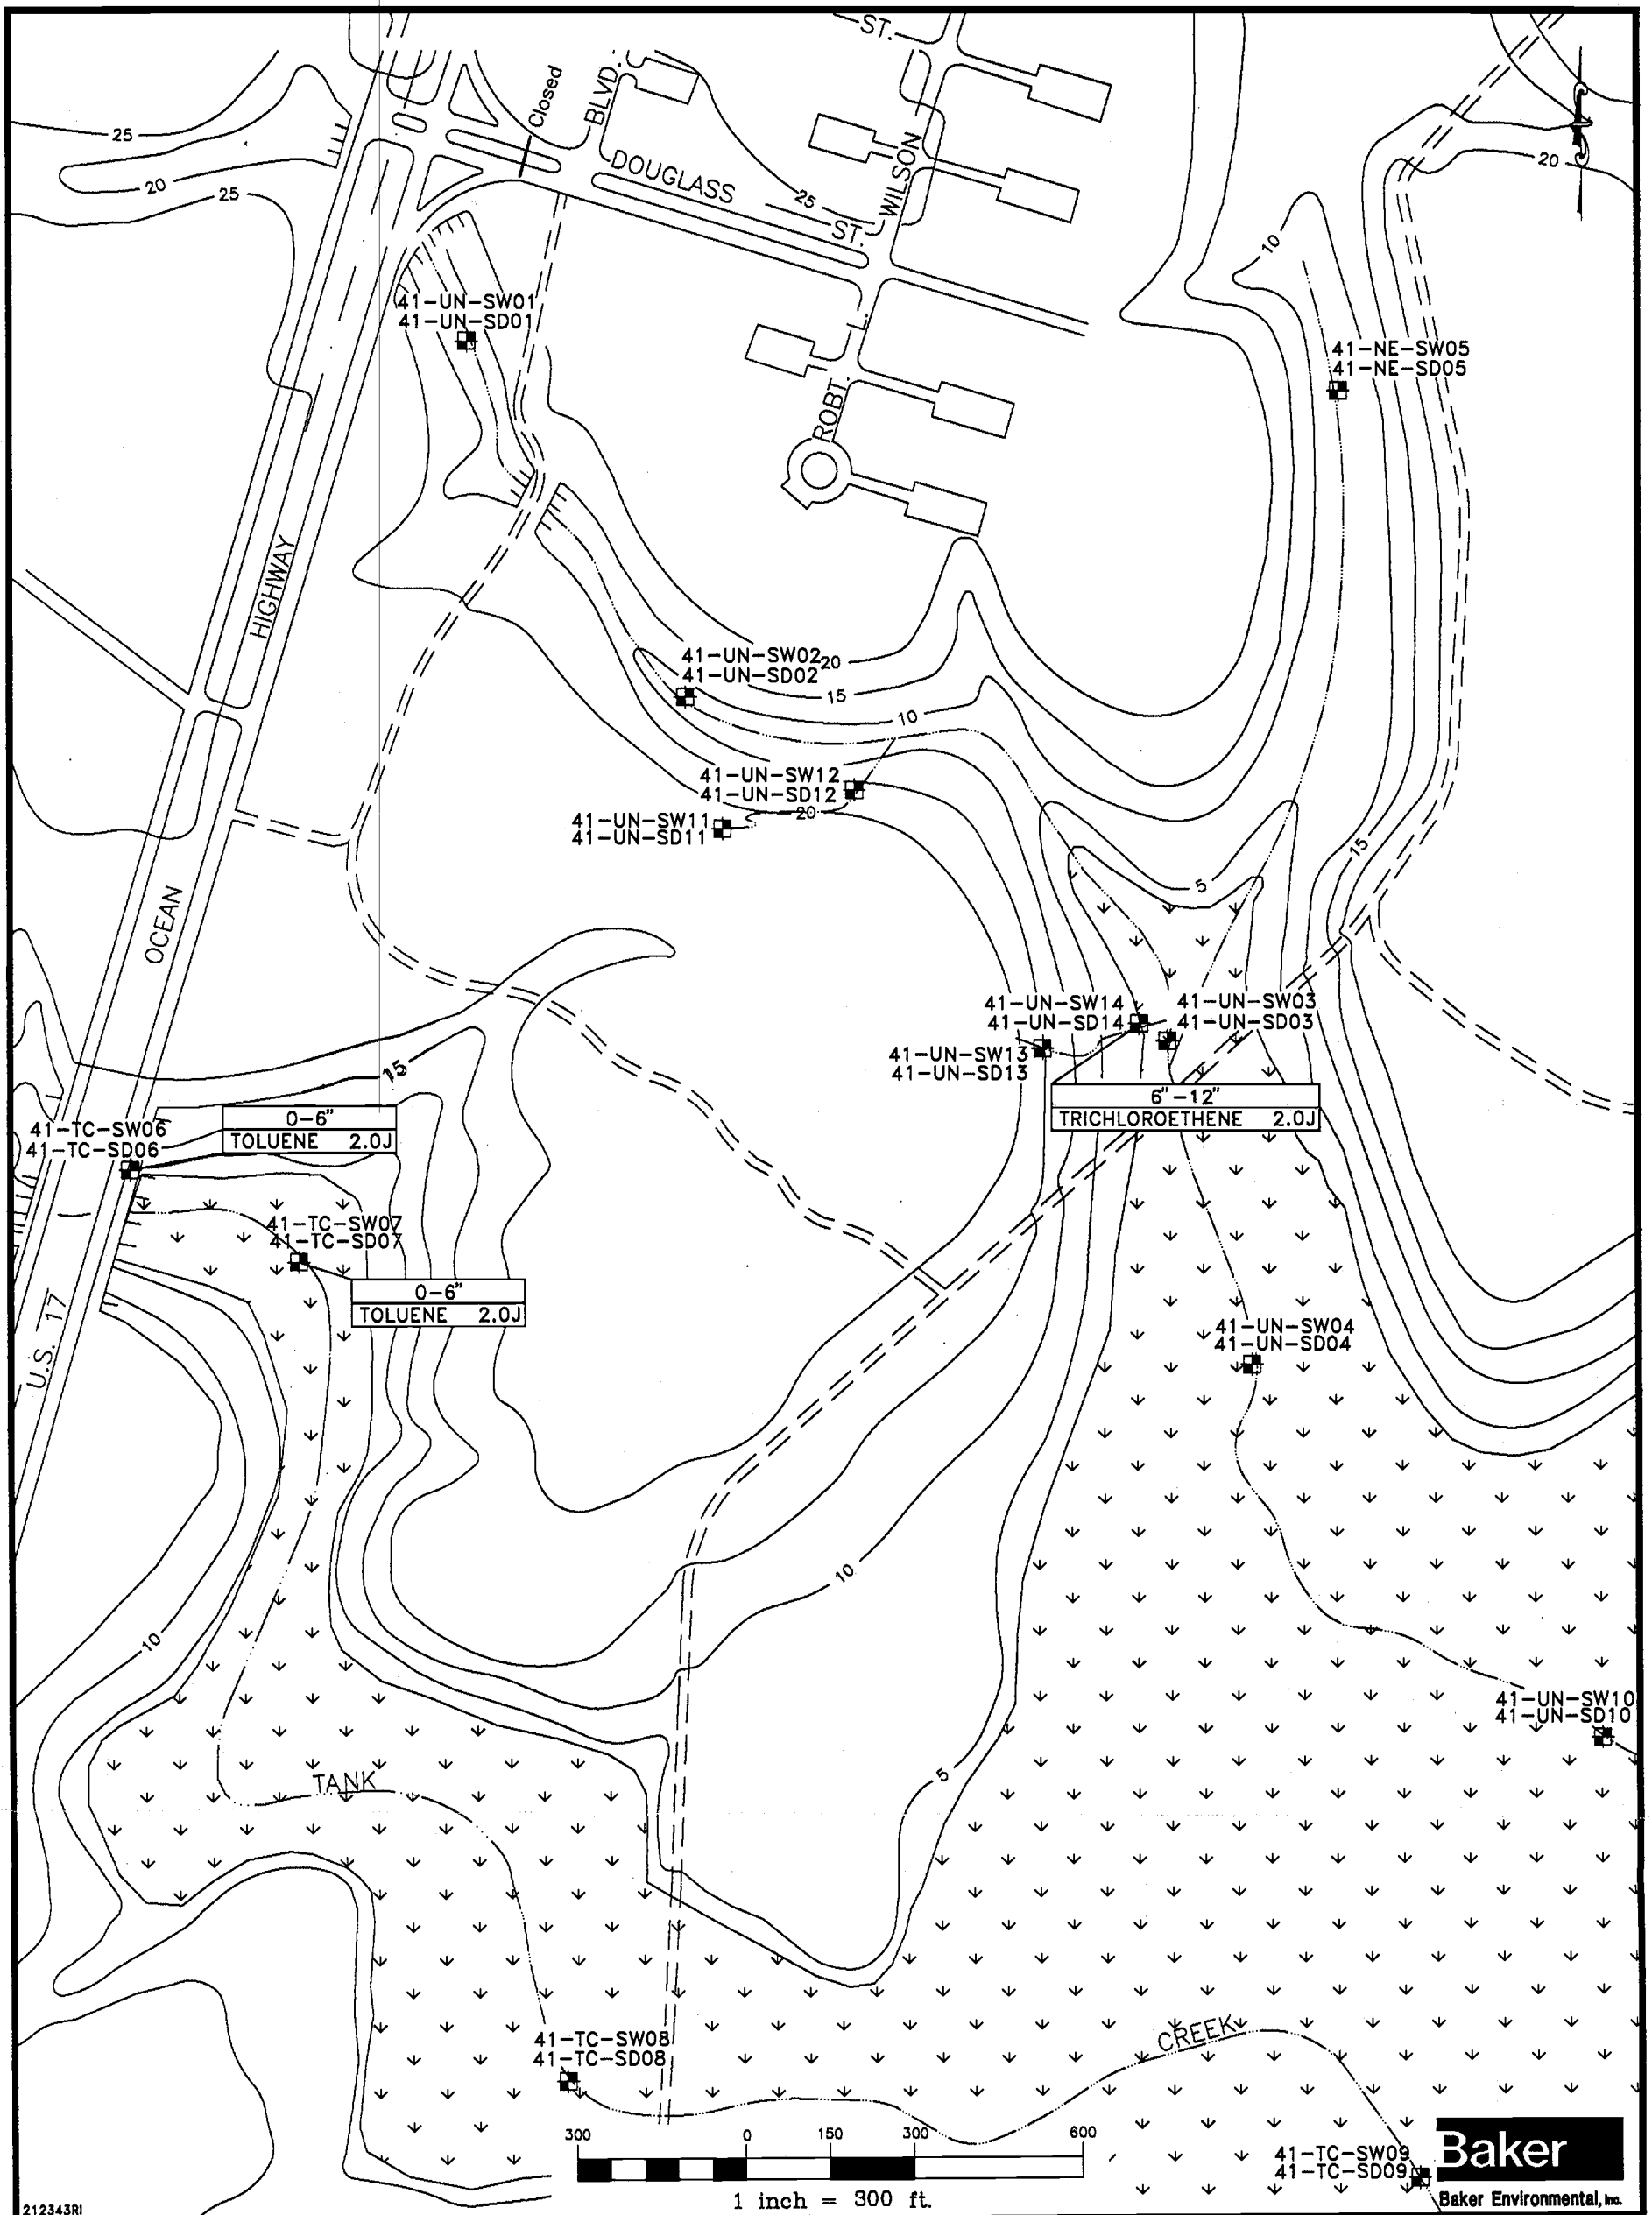 ST.
Closed
BLVD.
25
DOUGLASS
ST.
WILSON
25
20
25
20
10
41-UN-SW01
41-UN-SD01
41-NE-SW05
41-NE-SD05
L.
ROBT.
HIGHWAY
41-UN-SW02
41-UN-SD02
20
15
10
41-UN-SW12
41-UN-SD12
20
41-UN-SW11
41-UN-SD11
15
5
OCEAN
41-UN-SW14
41-UN-SD14
41-UN-SW03
41-UN-SD03
41-UN-SW13
41-UN-SD13
15
6"-12"
TRICHLOROETHENE 2.0J
0-6"
TOLUENE 2.0J
41-TC-SW06
41-TC-SD06
41-TC-SW07
41-TC-SD07
0-6"
TOLUENE 2.0J
U.S. 17
41-UN-SW04
41-UN-SD04
10
10
41-UN-SW10
41-UN-SD10
5
TANK
CREEK
41-TC-SW08
41-TC-SD08
300 0 150 300 600
1 inch = 300 ft.
41-TC-SW09
41-TC-SD09
Baker
Baker Environmental, Inc.
212343RI